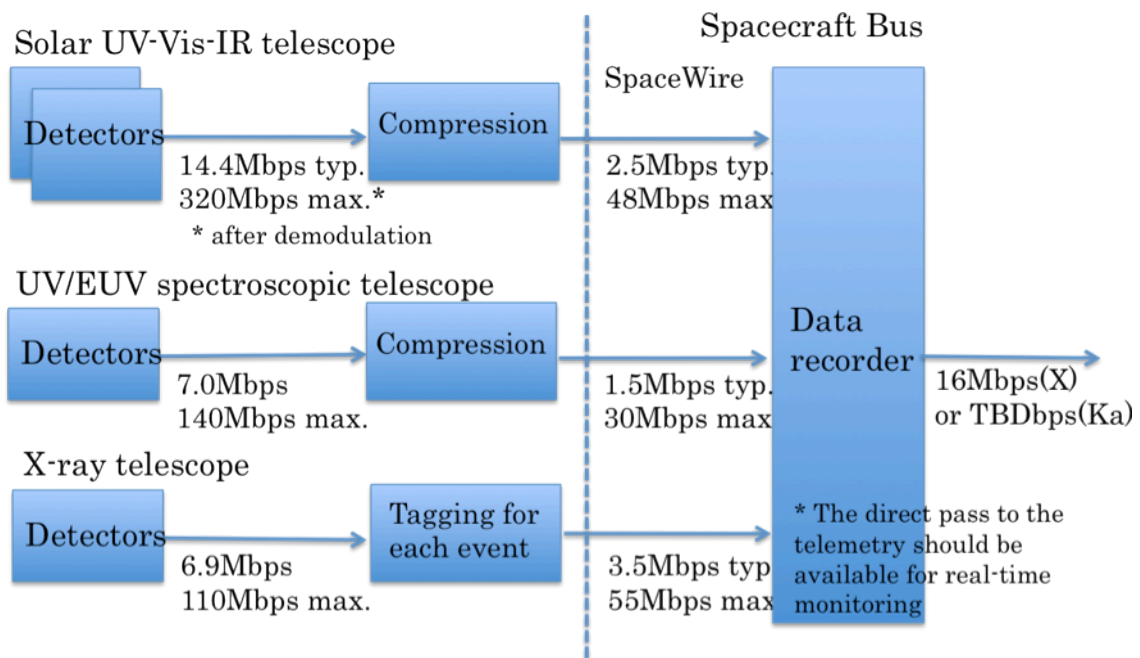 Solar UV-Vis-IR telescope
Detectors
14.4Mbps typ.
320Mbps max.*
* after demodulation
Compression
Spacecraft Bus
SpaceWire
2.5Mbps typ.
48Mbps max
UV/EUV spectroscopic telescope
Detectors
7.0Mbps
140Mbps max.
Compression
1.5Mbps typ.
30Mbps max
Data
recorder
16Mbps(X)
or TBDbps(Ka)
X-ray telescope
Detectors
6.9Mbps
110Mbps max.
Tagging for
each event
3.5Mbps typ
55Mbps max
* The direct pass to the
telemetry should be
available for real-time
monitoring